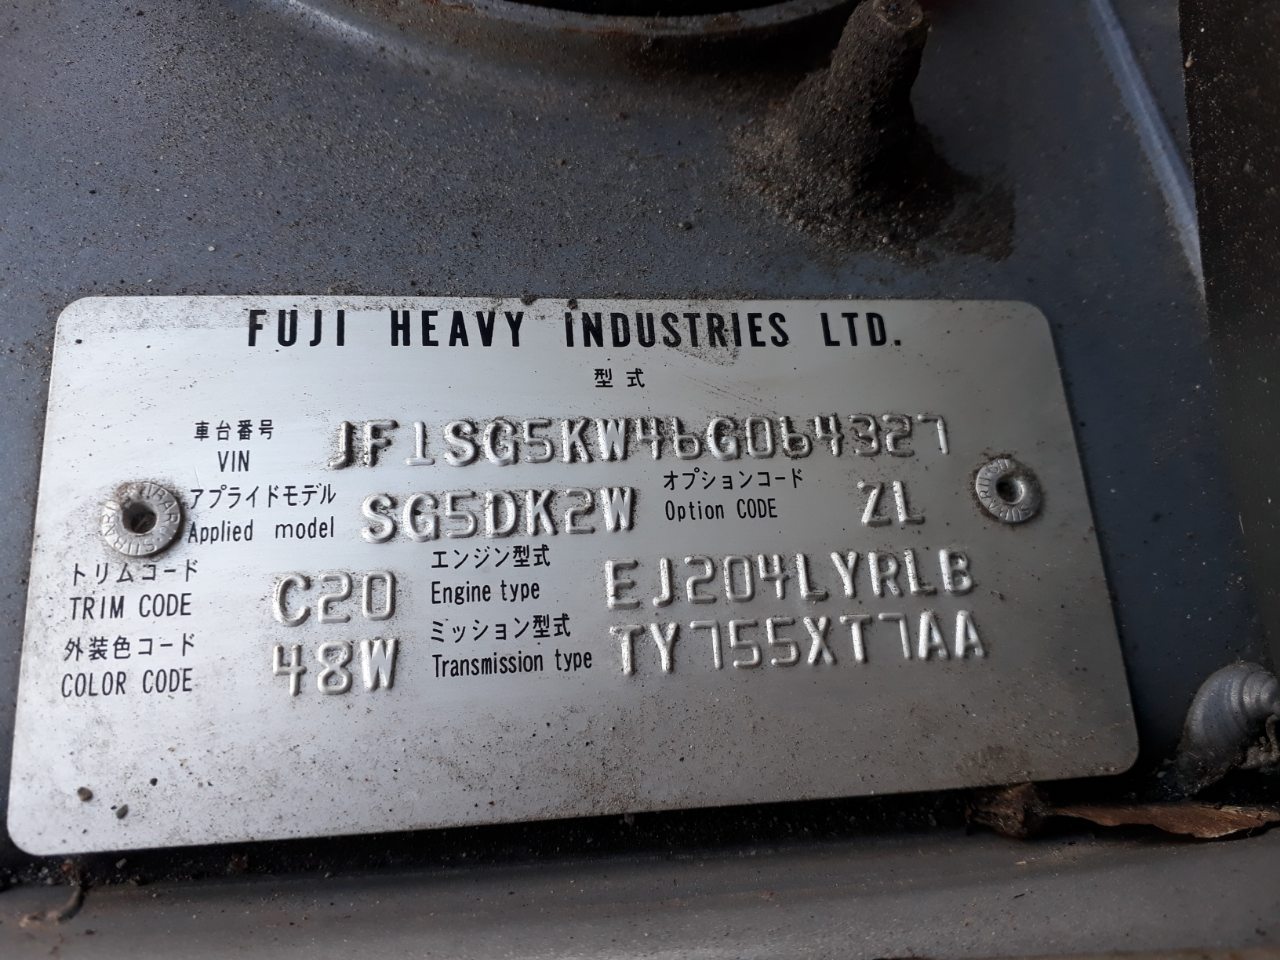 FUJI HEAVY INDUSTRIES LTD.
型式
車台番号
VIN JF1SG5KW46G064327
アプライドモデル オプションコード
Applied model SG5DK2W Option CODE ZL
トリムコード エンジン型式
TRIM CODE C20 Engine type EJ204LYRLB
外装色コード ミッション型式
COLOR CODE 48W Transmission type TY755XT7AA